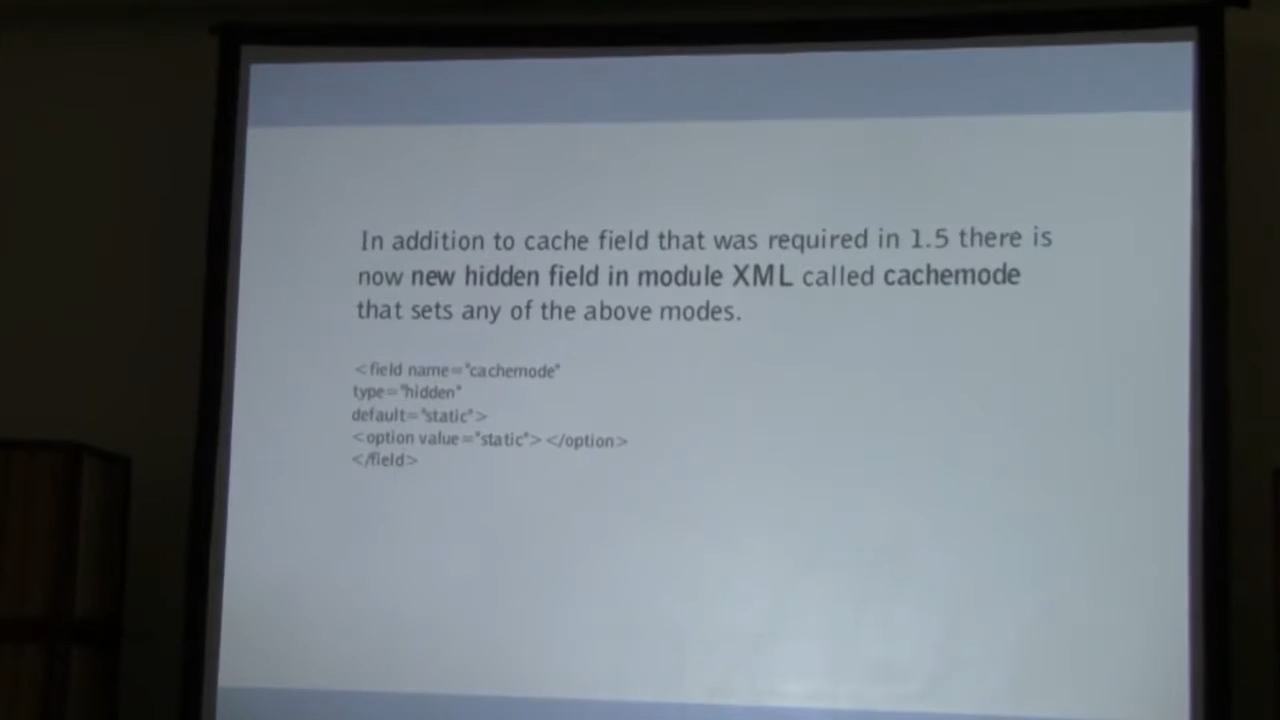 In addition to cache field that was required in 1.5 there is
now new hidden field in module XML called cachemode
that sets any of the above modes.
<field name="cachemode"
type="hidden"
default="static">
<option value="static"> </option>
</field>